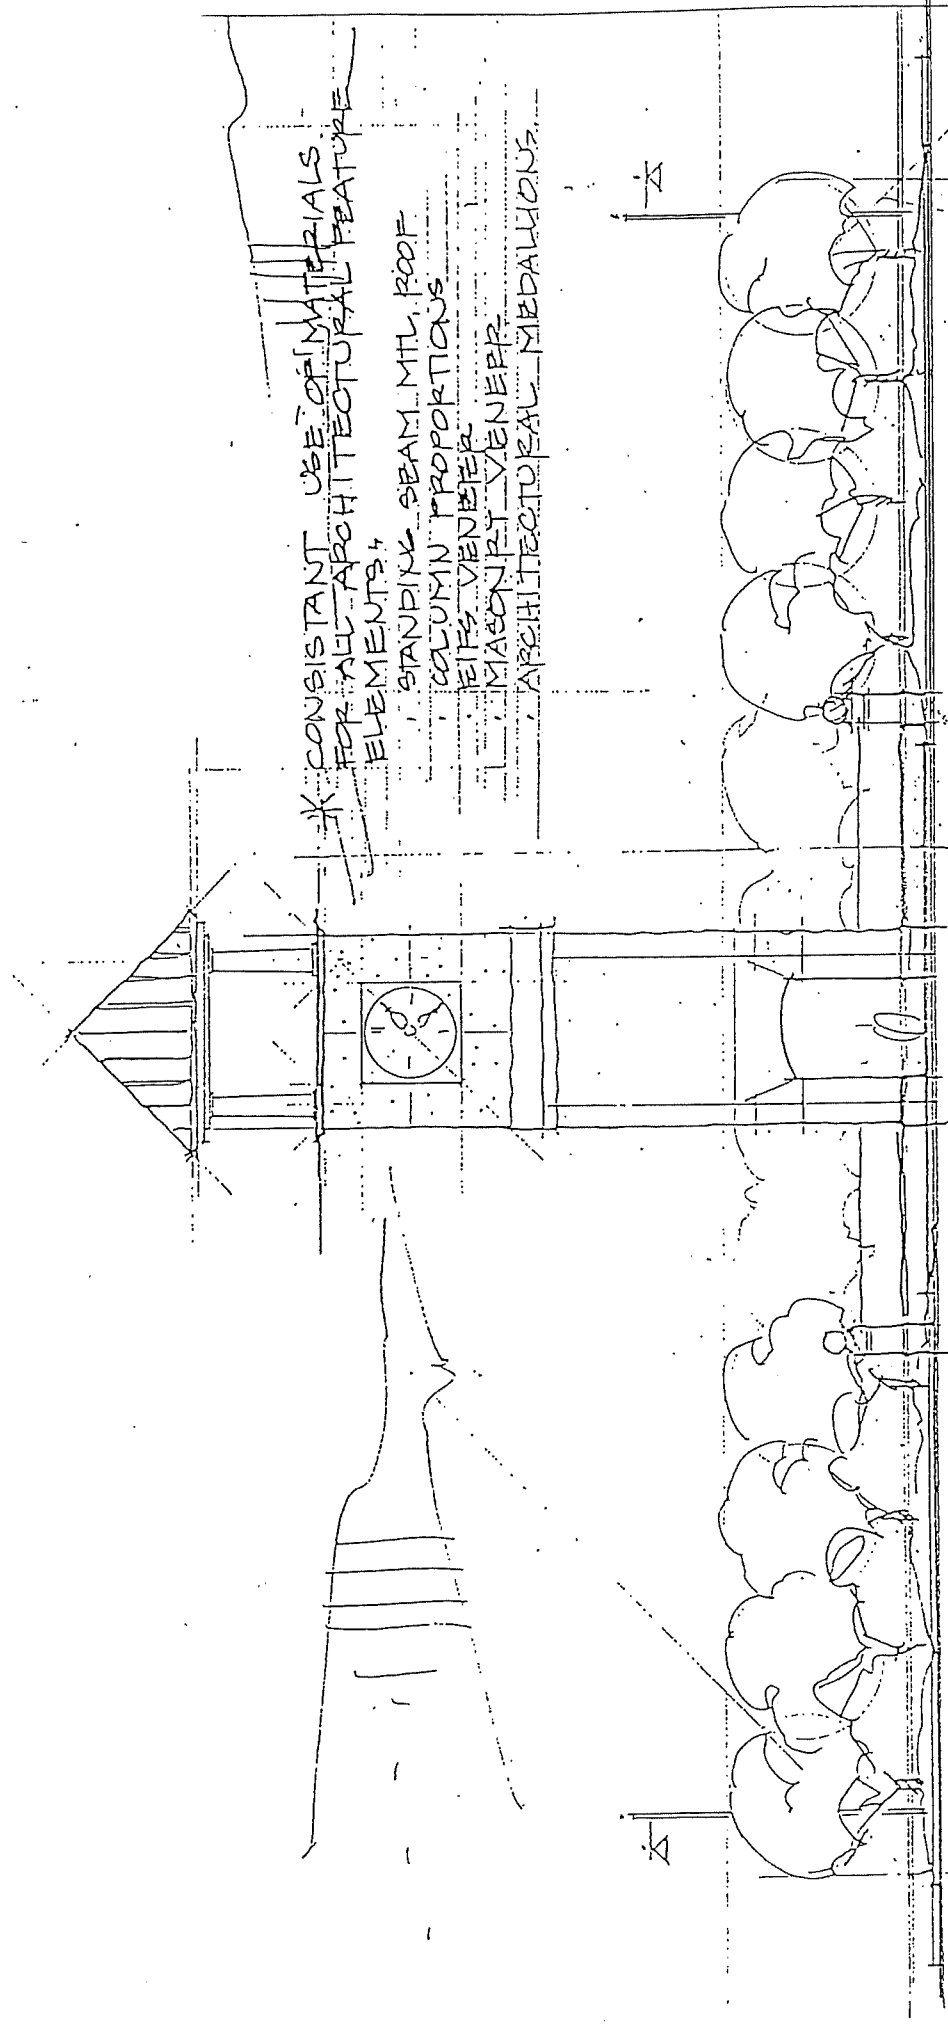 * CONSISTANT USE OF MATERIALS
FOR ALL ARCHITECTURAL FEATURE
ELEMENTS,
· STANDING SEAM MTL, ROOF
· COLUMN PROPORTIONS
· EIFS VENEER
· MASONRY VENEER
· ARCHITECTURAL MEDALLIONS.